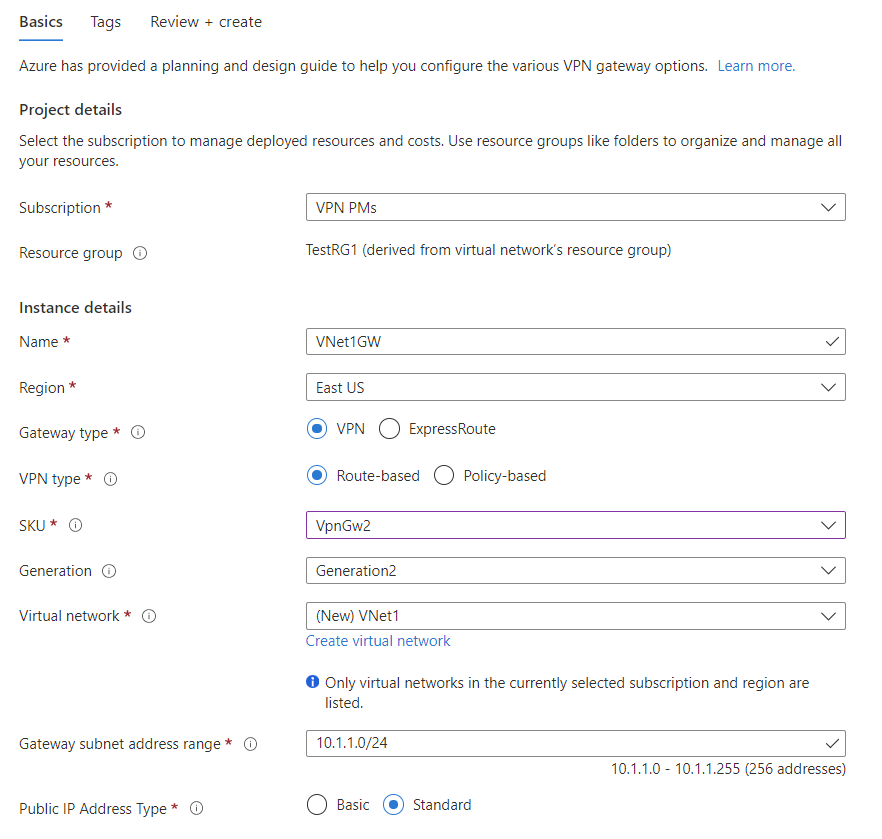 Basics Tags Review + create
Azure has provided a planning and design guide to help you configure the various VPN gateway options. Learn more.
Project details
Select the subscription to manage deployed resources and costs. Use resource groups like folders to organize and manage all
your resources.
Subscription * VPN PMs
Resource group TestRG1 (derived from virtual network's resource group)
Instance details
Name * VNet1GW
Region * East US
Gateway type * VPN ExpressRoute
VPN type * Route-based Policy-based
SKU * VpnGw2
Generation Generation2
Virtual network * (New) VNet1
Create virtual network
Only virtual networks in the currently selected subscription and region are
listed.
Gateway subnet address range * 10.1.1.0/24
10.1.1.0 - 10.1.1.255 (256 addresses)
Public IP Address Type * Basic Standard